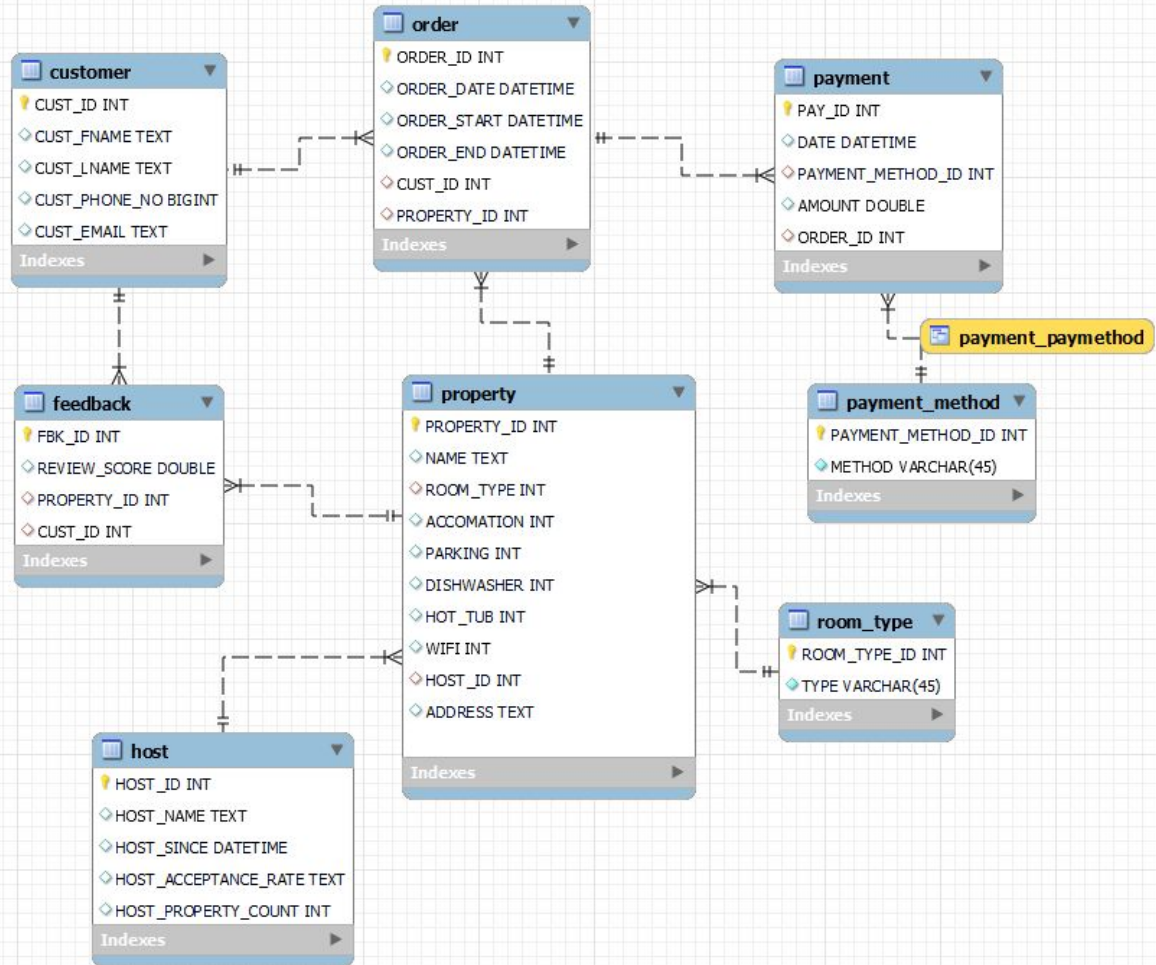 order
ORDER_ID INT
ORDER_DATE DATETIME
ORDER_START DATETIME
ORDER_END DATETIME
CUST_ID INT
PROPERTY_ID INT
Indexes
customer
CUST_ID INT
CUST_FNAME TEXT
CUST_LNAME TEXT
CUST_PHONE_NO BIGINT
CUST_EMAIL TEXT
Indexes
payment
PAY_ID INT
DATE DATETIME
PAYMENT_METHOD_ID INT
AMOUNT DOUBLE
ORDER_ID INT
Indexes
payment_paymethod
feedback
FBK_ID INT
REVIEW_SCORE DOUBLE
PROPERTY_ID INT
CUST_ID INT
Indexes
property
PROPERTY_ID INT
NAME TEXT
ROOM_TYPE INT
ACCOMATION INT
PARKING INT
DISHWASHER INT
HOT_TUB INT
WIFI INT
HOST_ID INT
ADDRESS TEXT
Indexes
payment_method
PAYMENT_METHOD_ID INT
METHOD VARCHAR(45)
Indexes
room_type
ROOM_TYPE_ID INT
TYPE VARCHAR(45)
Indexes
host
HOST_ID INT
HOST_NAME TEXT
HOST_SINCE DATETIME
HOST_ACCEPTANCE_RATE TEXT
HOST_PROPERTY_COUNT INT
Indexes